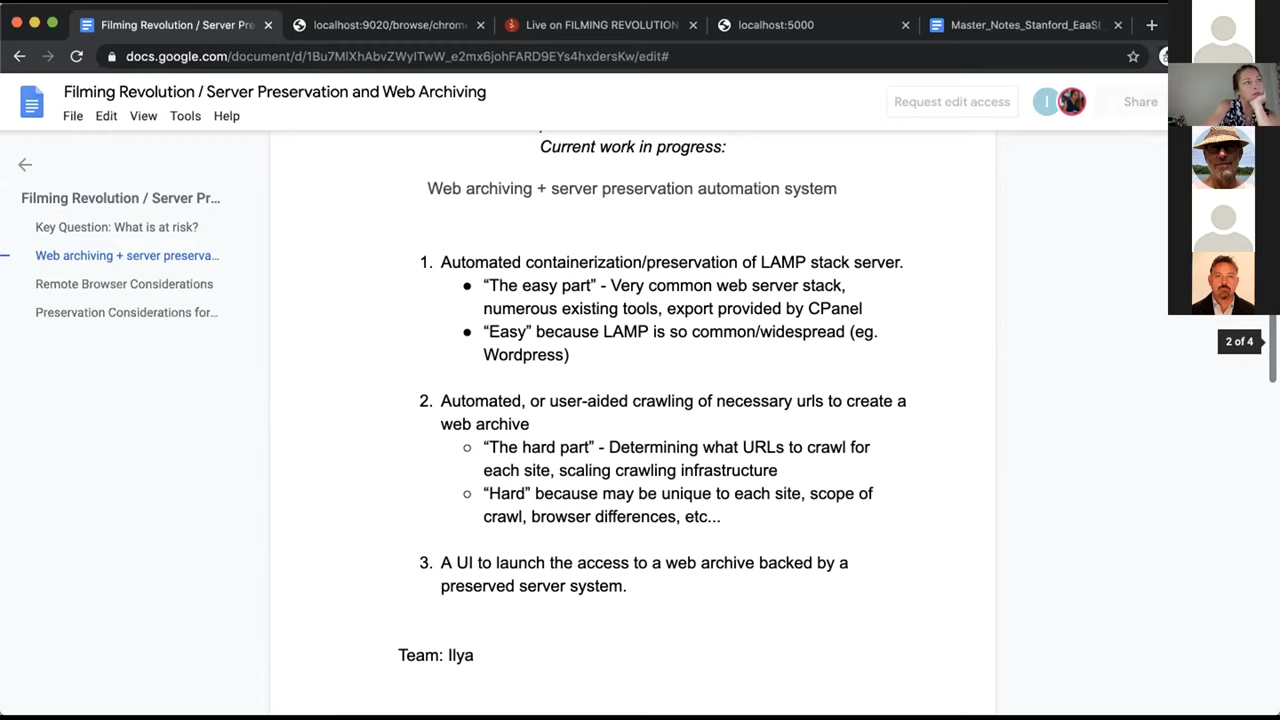 Filming Revolution / Server Pres
localhost:9020/browse/chrome
Live on FILMING REVOLUTION
localhost:5000
Master_Notes_Stanford_EaaSI
docs.google.com/document/d/1Bu7MlXhAbvZWyITwW_e2mx6johFARD9EYs4hxdersKw/edit#
Filming Revolution / Server Preservation and Web Archiving
File Edit View Tools Help
Request edit access
I
Share
Filming Revolution / Server Pr...
Key Question: What is at risk?
Web archiving + server preserva...
Remote Browser Considerations
Preservation Considerations for...
Current work in progress:
Web archiving + server preservation automation system
1. Automated containerization/preservation of LAMP stack server.
● “The easy part” - Very common web server stack,
numerous existing tools, export provided by CPanel
● “Easy” because LAMP is so common/widespread (eg.
Wordpress)
2. Automated, or user-aided crawling of necessary urls to create a
web archive
○ “The hard part” - Determining what URLs to crawl for
each site, scaling crawling infrastructure
○ “Hard” because may be unique to each site, scope of
crawl, browser differences, etc...
3. A UI to launch the access to a web archive backed by a
preserved server system.
Team: Ilya
2 of 4